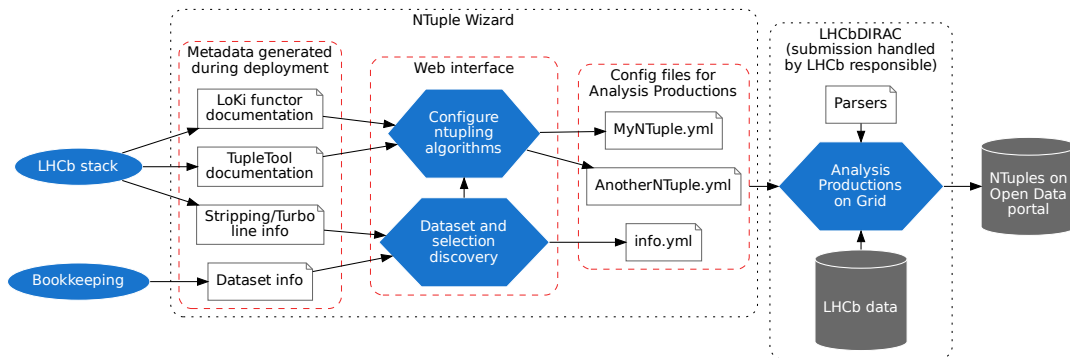 NTuple Wizard
Metadata generated
during deployment
LoKi functor
documentation
TupleTool
documentation
Stripping/Turbo
line info
Dataset info
LHCb stack
Bookkeeping
Web interface
Configure
ntupling
algorithms
Dataset and
selection
discovery
Config files for
Analysis Productions
MyNTuple.yml
AnotherNTuple.yml
info.yml
LHCbDIRAC
(submission handled
by LHCb responsible)
Parsers
Analysis
Productions
on Grid
LHCb data
NTuples on
Open Data
portal